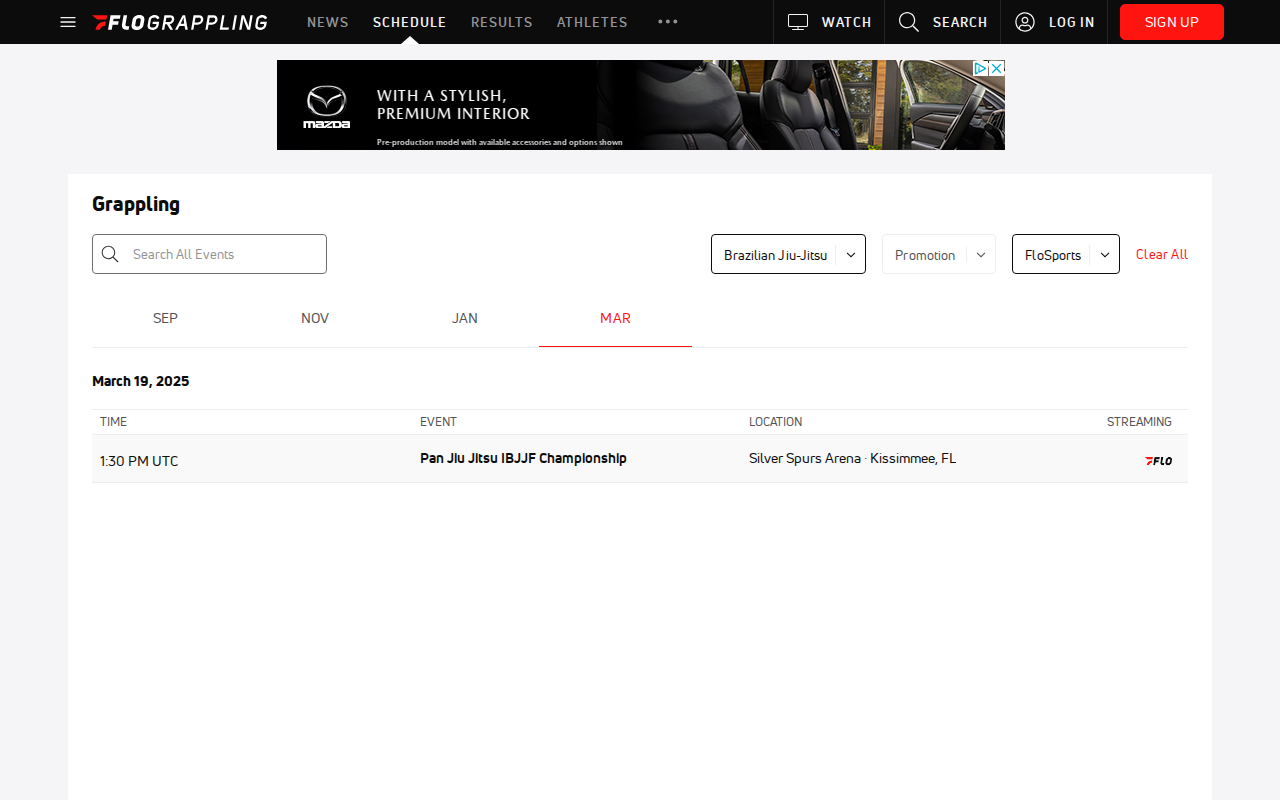 FLOGRAPPLING NEWS SCHEDULE RESULTS ATHLETES ••• WATCH SEARCH LOG IN SIGN UP
WITH A STYLISH,
PREMIUM INTERIOR
mazda
Pre-production model with available accessories and options shown
Grappling
Search All Events Brazilian Jiu-Jitsu Promotion FloSports Clear All
SEP NOV JAN MAR
March 19, 2025
TIME EVENT LOCATION STREAMING
1:30 PM UTC Pan Jiu Jitsu IBJJF Championship Silver Spurs Arena · Kissimmee, FL FLO